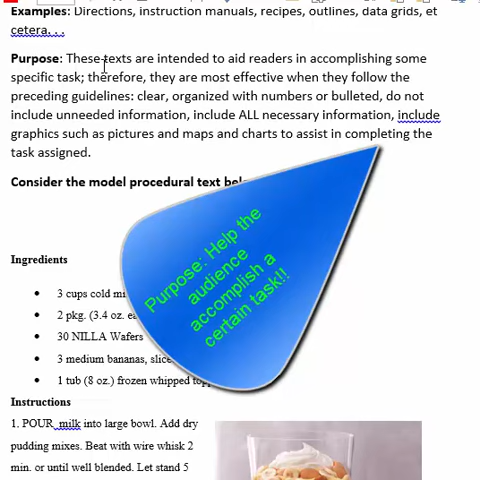 Examples: Directions, instruction manuals, recipes, outlines, data grids, et
cetera. . .
Purpose: These texts are intended to aid readers in accomplishing some
specific task; therefore, they are most effective when they follow the
preceding guidelines: clear, organized with numbers or bulleted, do not
include unneeded information, include ALL necessary information, include
graphics such as pictures and maps and charts to assist in completing the
task assigned.
Consider the model procedural text
Purpose: Help the
audience
accomplish a
certain task!!
Ingredients
• 3 cups cold
• 2 pkg. (3.4 oz.
• 30 NILLA Wafers
• 3 medium bananas,
• 1 tub (8 oz.) frozen whipped
Instructions
1. POUR milk into large bowl. Add dry
pudding mixes. Beat with wire whisk 2
min. or until well blended. Let stand 5